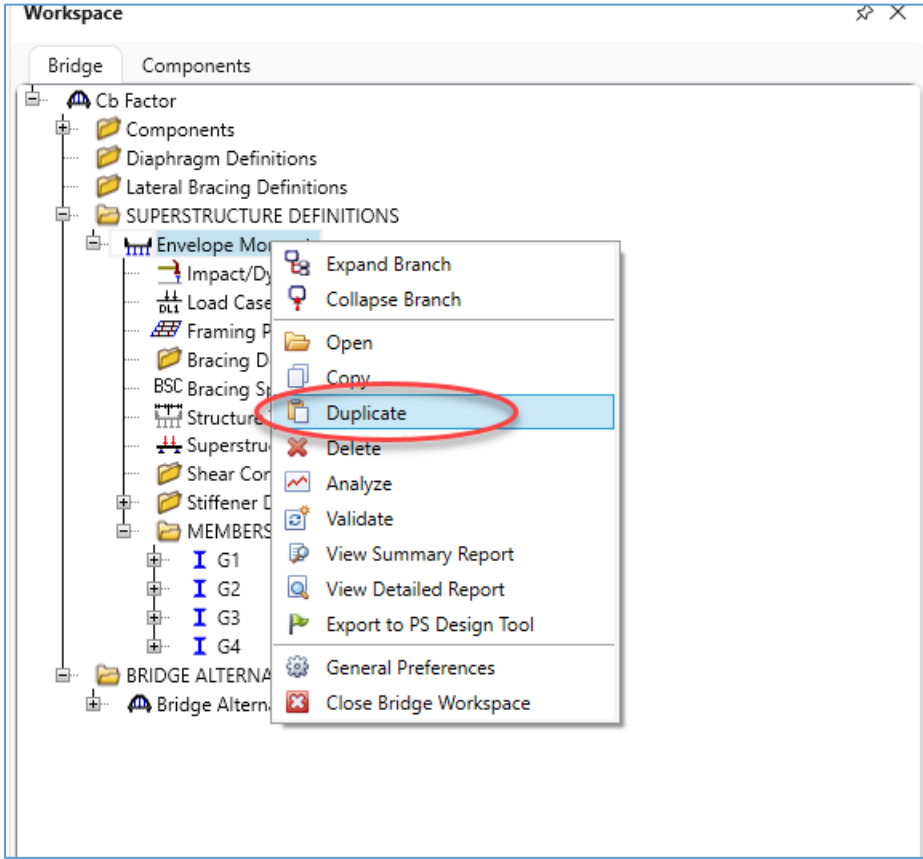 Workspace
Bridge Components
Cb Factor
Components
Diaphragm Definitions
Lateral Bracing Definitions
SUPERSTRUCTURE DEFINITIONS
Envelope
Impact/Dy
DL1 Load Case
Framing P
Bracing D
BSC Bracing Sp
Structure
Superstru
Shear Con
Stiffener D
MEMBERS
G1
G2
G3
G4
BRIDGE ALTERNA
Bridge Altern
Expand Branch
Collapse Branch
Open
Copy
Duplicate
Delete
Analyze
Validate
View Summary Report
View Detailed Report
Export to PS Design Tool
General Preferences
Close Bridge Workspace